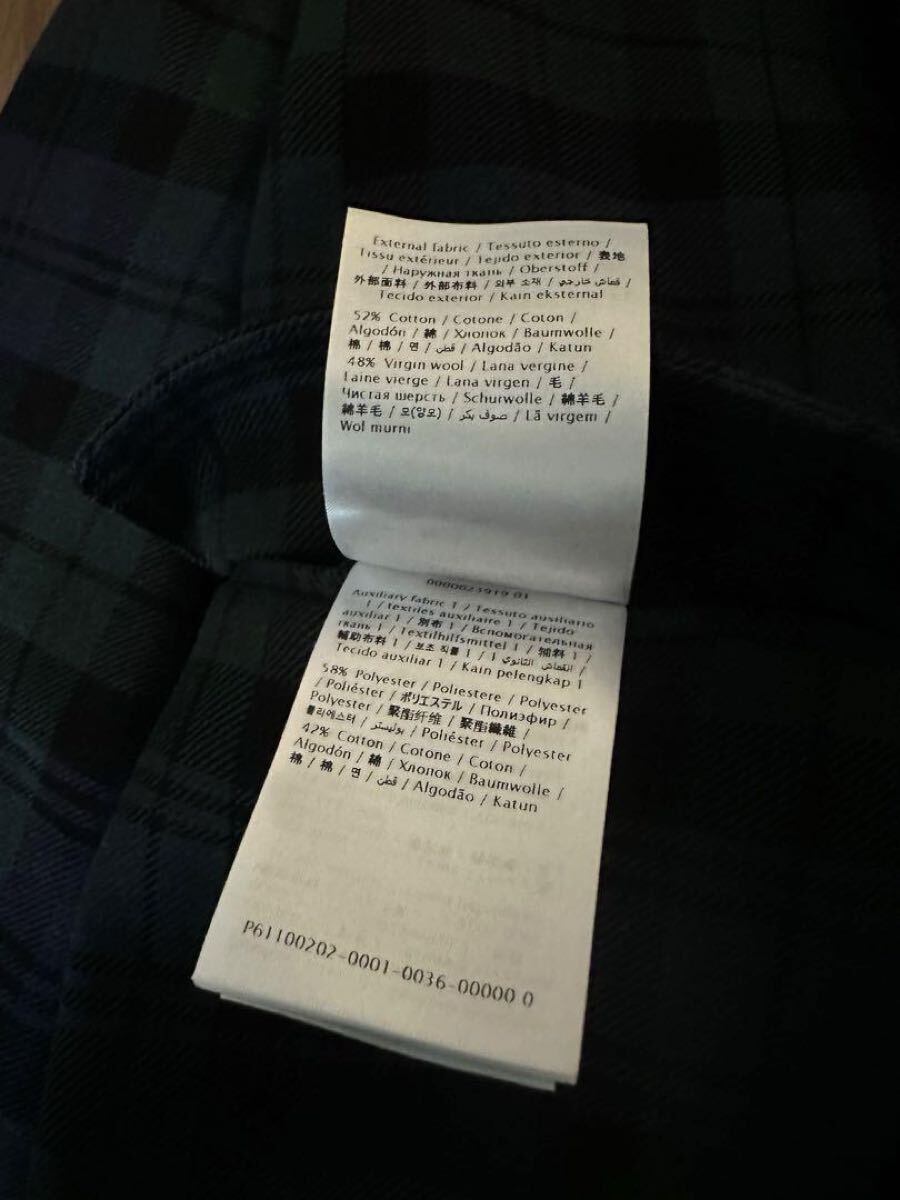 External fabric / Tessuto esterno /
Tissu extérieur / Tejido exterior / 表地
/ Наружная ткань / Oberstoff /
外部面料 / 外部布料 / 외부 소재 / قماش خارجي /
Tecido exterior / Kain eksternal
52% Cotton / Cotone / Coton /
Algodón / 綿 / Хлопок / Baumwolle /
棉 / 棉 / 면 / قطن / Algodão / Katun
48% Virgin wool / Lana vergine /
Laine vierge / Lana virgen / 毛 /
Чистая шерсть / Schurwolle / 綿羊毛 /
綿羊毛 / 모(양모) / صوف بكر / Lã virgem /
Wol murni
0000023919 01
Auxiliary fabric 1 / Tessuto ausiliario
1 / textiles auxiliaire 1 / Tejido
auxiliar 1 / 別布 1 / Вспомогательная
ткань 1 / Textilhilfsmittel 1 / 辅料 1 /
輔助布料 1 / 보조 직물 1 / القماش الثانوي 1 /
Tecido auxiliar 1 / Kain pelengkap 1
58% Polyester / Poliestere / Polyester
/ Poliéster / ポリエステル / Полиэфир /
Polyester / 聚酯纤维 / 聚酯纖維 /
폴리에스터 / بوليستر / Poliéster / Polyester
42% Cotton / Cotone / Coton /
Algodón / 綿 / Хлопок / Baumwolle /
棉 / 棉 / 면 / قطن / Algodão / Katun
P61100202-0001-0036-00000 0